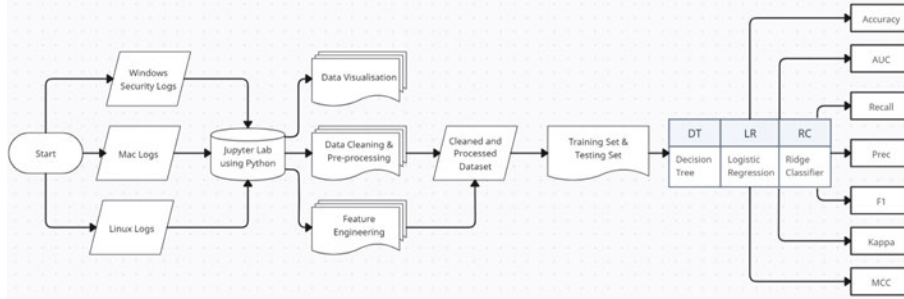 Start
Windows
Security Logs
Mac Logs
Linux Logs
Jupyter Lab
using Python
Data Visualisation
Data Cleaning &
Pre-processing
Feature
Engineering
Cleaned and
Processed
Dataset
Training Set &
Testing Set
DT
LR
RC
Decision
Tree
Logistic
Regression
Ridge
Classifier
Accuracy
AUC
Recall
Prec
F1
Kappa
MCC